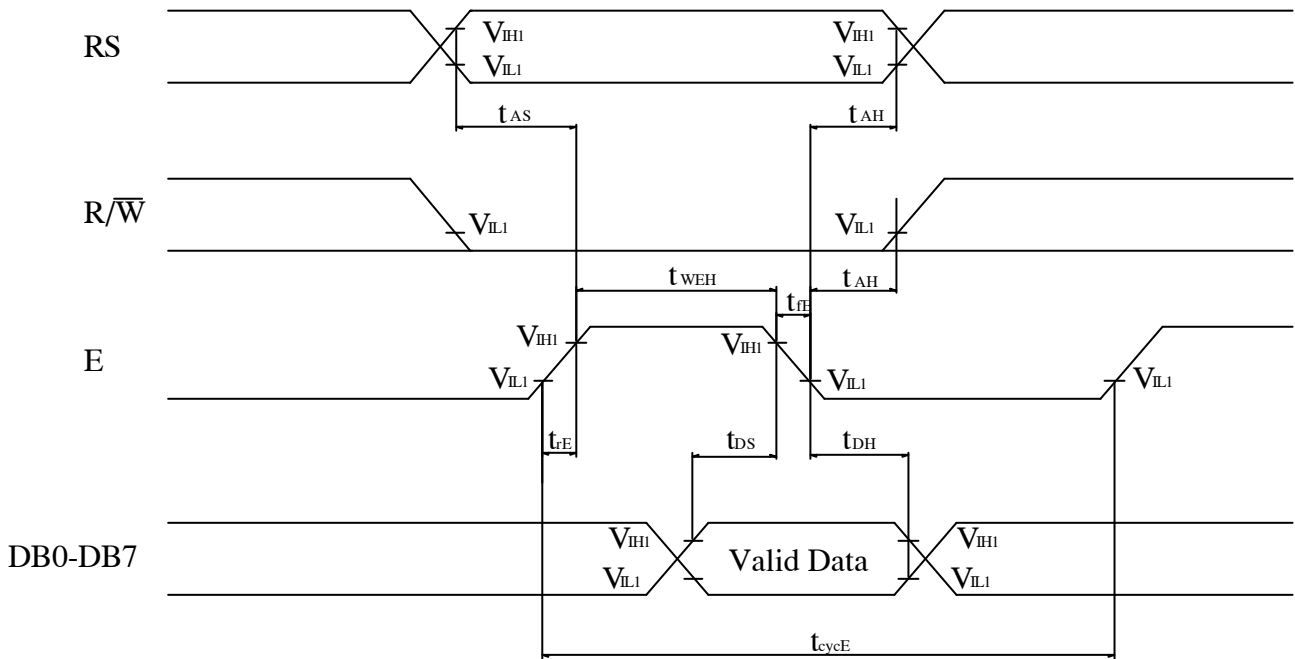 RS
VIH1
VIL1
VIH1
VIL1
tAS
tAH
R/W̅
VIL1
VIL1
tWEH
tAH
tfE
E
VIH1
VIL1
VIH1
VIL1
VIL1
trE
tDS
tDH
DB0-DB7
VIH1
VIL1
Valid Data
VIH1
VIL1
tcycE